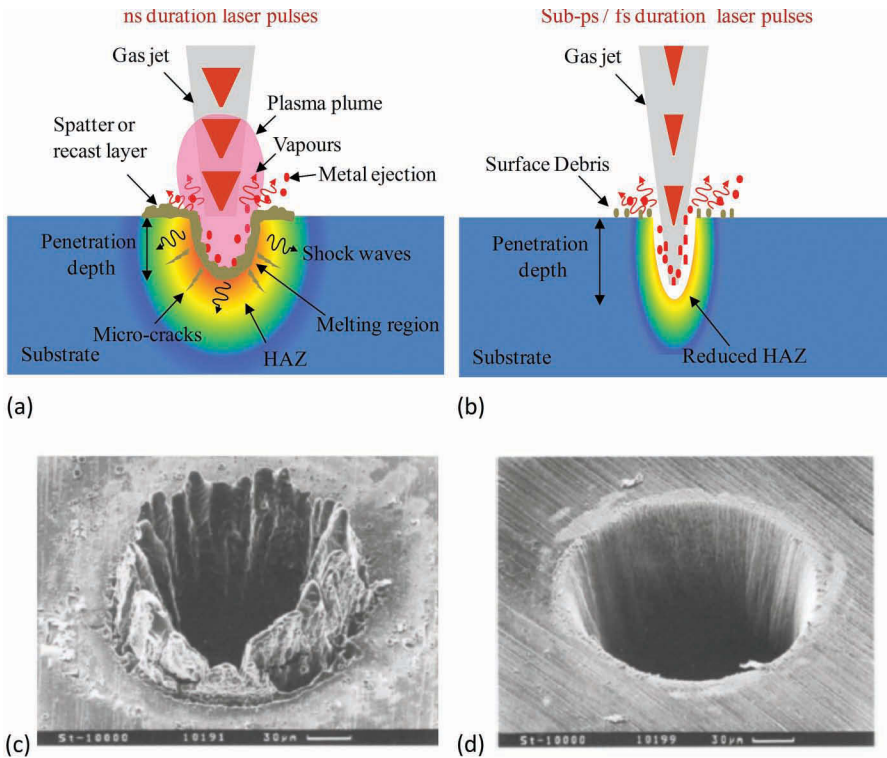 ns duration laser pulses
Sub-ps / fs duration laser pulses
Gas jet
Plasma plume
Spatter or
recast layer
Vapours
Metal ejection
Penetration
depth
Shock waves
Micro-cracks
Melting region
Substrate
HAZ
Gas jet
Surface Debris
Penetration
depth
Reduced HAZ
Substrate
(a)
(b)
(c)
St-10000 10191 30µm
(d)
St-10000 10199 30µm